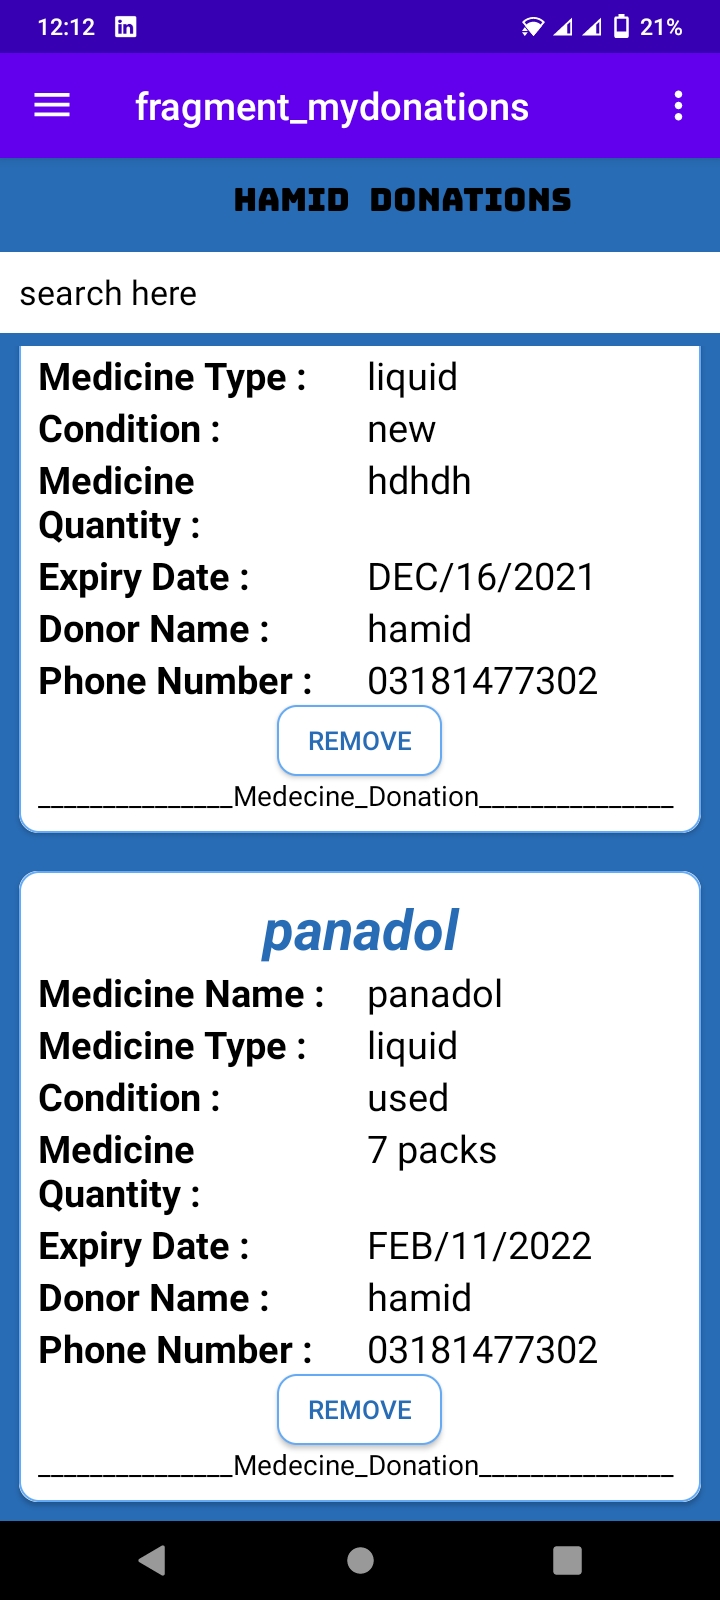 12:12
21%
fragment_mydonations
HAMID DONATIONS
search here
Medicine Type : liquid
Condition : new
Medicine hdhdh
Quantity :
Expiry Date : DEC/16/2021
Donor Name : hamid
Phone Number : 03181477302
REMOVE
_______________Medecine_Donation_______________
panadol
Medicine Name : panadol
Medicine Type : liquid
Condition : used
Medicine 7 packs
Quantity :
Expiry Date : FEB/11/2022
Donor Name : hamid
Phone Number : 03181477302
REMOVE
_______________Medecine_Donation_______________